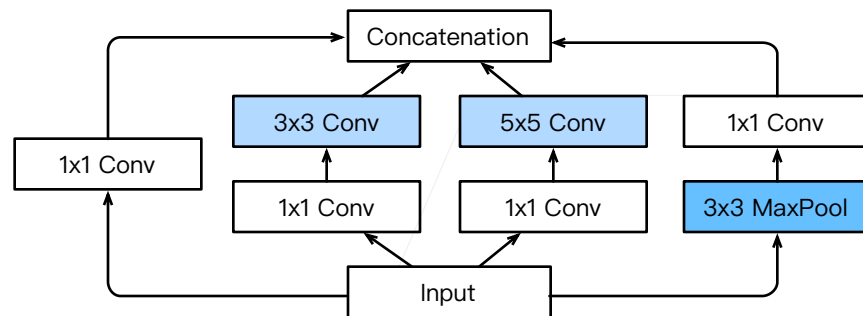 Concatenation
3x3 Conv
5x5 Conv
1x1 Conv
1x1 Conv
1x1 Conv
1x1 Conv
3x3 MaxPool
Input